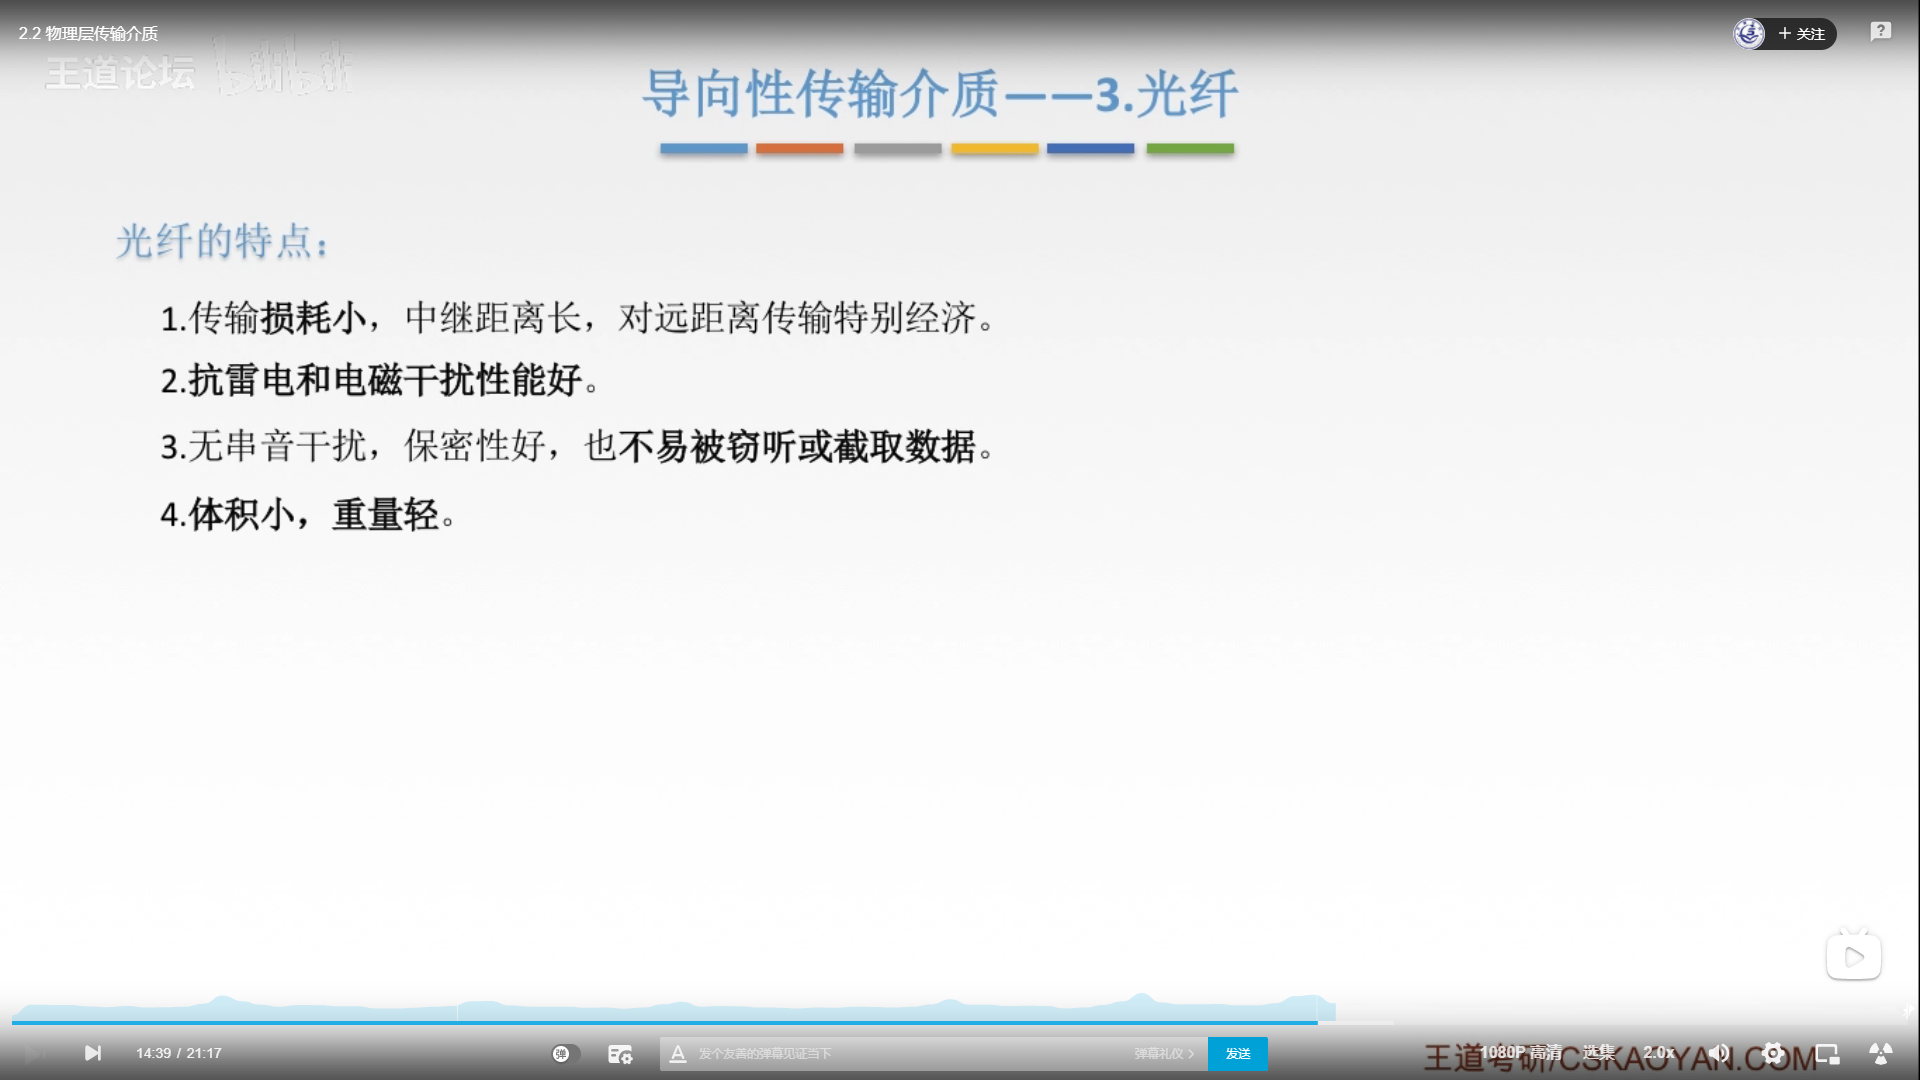 2.2 物理层传输介质
+ 关注
王道论坛 bilibili
导向性传输介质——3.光纤
光纤的特点：
1.传输损耗小，中继距离长，对远距离传输特别经济。
2.抗雷电和电磁干扰性能好。
3.无串音干扰，保密性好，也不易被窃听或截取数据。
4.体积小，重量轻。
14:39 / 21:17
弹
A 发个友善的弹幕见证当下
弹幕礼仪 >
发送
1080P 高清
选集
2.0x
王道考研/CSKAOYAN.COM